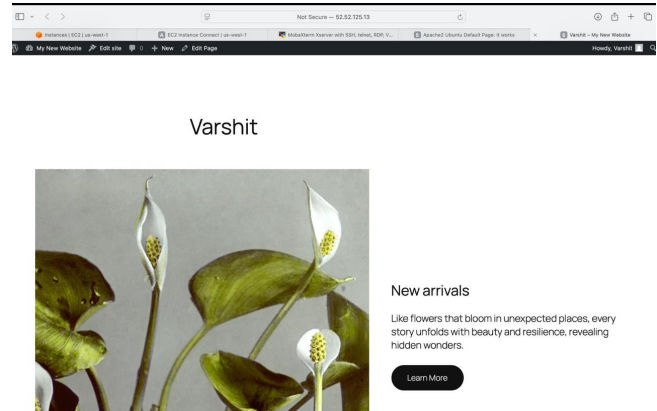 Not Secure — 52.52.125.13
Instances | EC2 | us-west-1
EC2 Instance Connect | us-west-1
MobaXterm Xserver with SSH, telnet, RDP, V...
Apache2 Ubuntu Default Page: It works
Varshit – My New Website
My New Website
Edit site
0
New
Edit Page
Howdy, Varshit
Varshit
New arrivals
Like flowers that bloom in unexpected places, every
story unfolds with beauty and resilience, revealing
hidden wonders.
Learn More